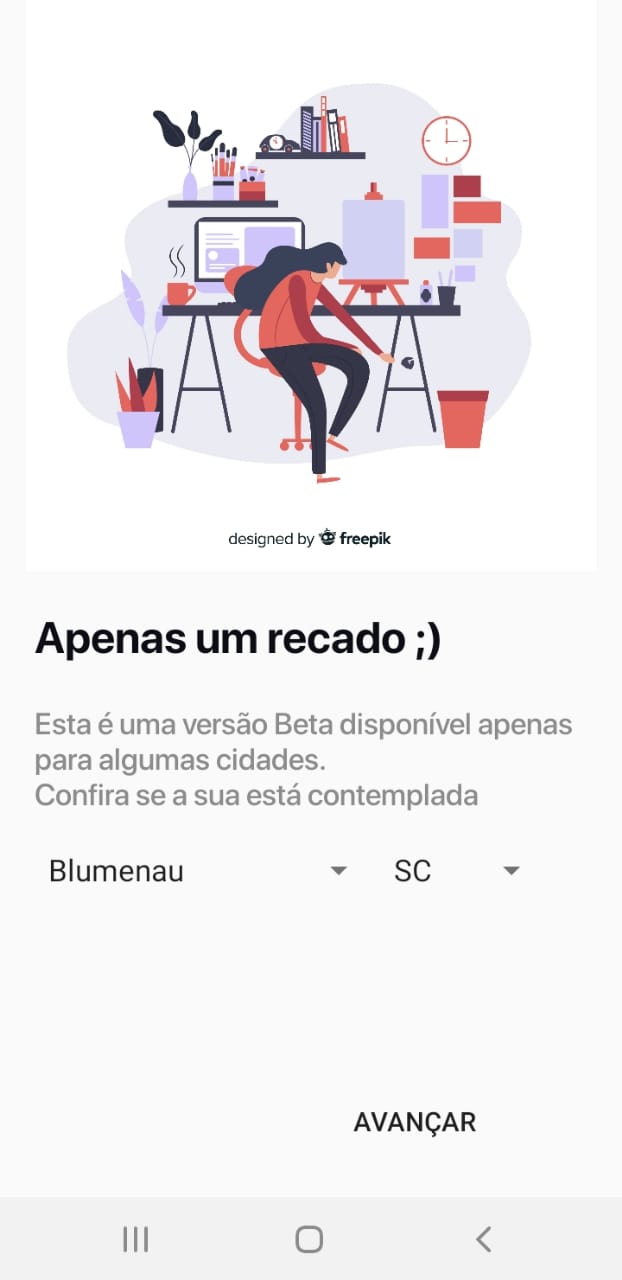 designed by freepik
Apenas um recado ;)
Esta é uma versão Beta disponível apenas
para algumas cidades.
Confira se a sua está contemplada
Blumenau SC
AVANÇAR